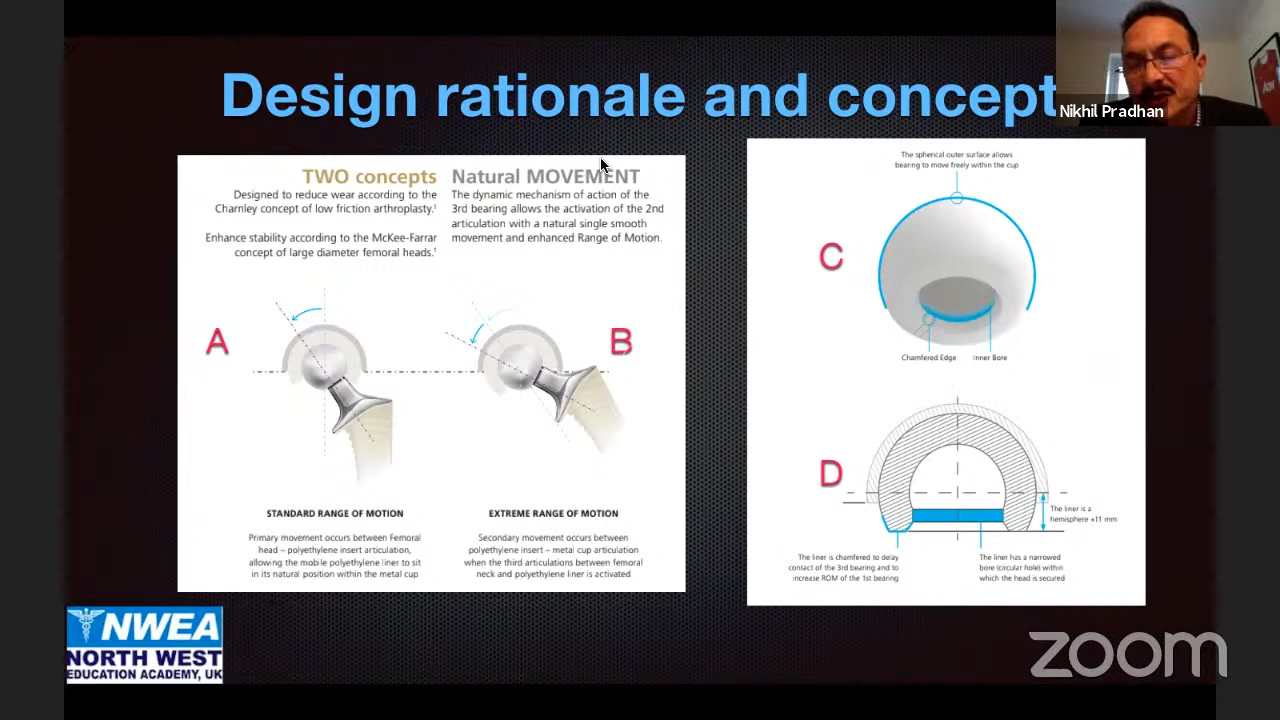 Design rationale and concept
Nikhil Pradhan
TWO concepts
Designed to reduce wear according to the
Charnley concept of low friction arthroplasty.¹
Enhance stability according to the McKee-Farrar
concept of large diameter femoral heads.¹
Natural MOVEMENT
The dynamic mechanism of action of the
3rd bearing allows the activation of the 2nd
articulation with a natural single smooth
movement and enhanced Range of Motion.
A
B
STANDARD RANGE OF MOTION
Primary movement occurs between Femoral
head – polyethylene insert articulation,
allowing the mobile polyethylene liner to sit
in its natural position within the metal cup
EXTREME RANGE OF MOTION
Secondary movement occurs between
polyethylene insert – metal cup articulation
when the third articulations between femoral
neck and polyethylene liner is activated
The spherical outer surface allows
bearing to move freely within the cup
C
Chamfered Edge
Inner Bore
D
The liner is a
hemisphere +11 mm
The liner is chamfered to delay
contact of the 3rd bearing and to
increase ROM of the 1st bearing
The liner has a narrowed
bore (circular hole) within
which the head is secured
NWEA
NORTH WEST
EDUCATION ACADEMY, UK
zoom